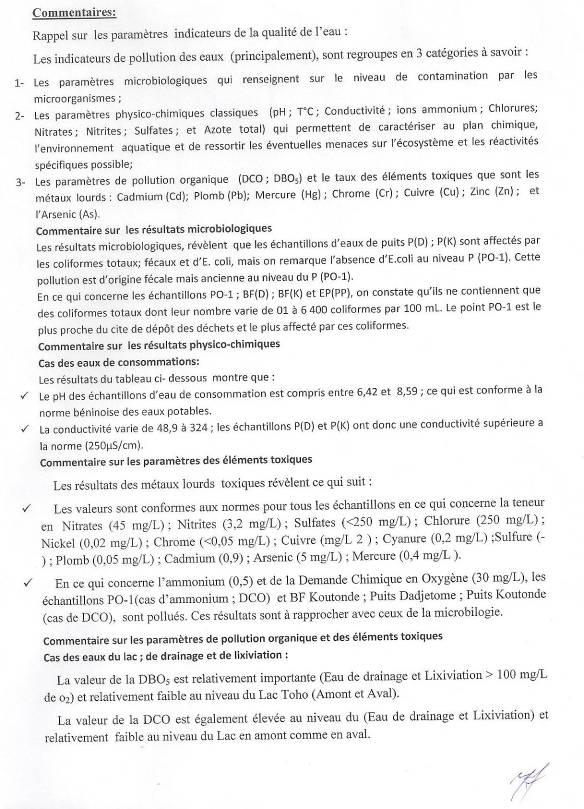 Commentaires:
Rappel sur les paramètres indicateurs de la qualité de l'eau :
Les indicateurs de pollution des eaux (principalement), sont regroupes en 3 catégories à savoir :
1- Les paramètres microbiologiques qui renseignent sur le niveau de contamination par les
microorganismes ;
2- Les paramètres physico-chimiques classiques (pH ; T°C ; Conductivité ; ions ammonium ; Chlorures;
Nitrates ; Nitrites ; Sulfates ; et Azote total) qui permettent de caractériser au plan chimique,
l'environnement aquatique et de ressortir les éventuelles menaces sur l'écosystème et les réactivités
spécifiques possible;
3- Les paramètres de pollution organique (DCO ; DBO₅) et le taux des éléments toxiques que sont les
métaux lourds : Cadmium (Cd); Plomb (Pb); Mercure (Hg) ; Chrome (Cr) ; Cuivre (Cu) ; Zinc (Zn) ; et
l'Arsenic (As).
Commentaire sur les résultats microbiologiques
Les résultats microbiologiques, révèlent que les échantillons d'eaux de puits P(D) ; P(K) sont affectés par
les coliformes totaux; fécaux et d'E. coli, mais on remarque l'absence d'E.coli au niveau P (PO-1). Cette
pollution est d'origine fécale mais ancienne au niveau du P (PO-1).
En ce qui concerne les échantillons PO-1 ; BF(D) ; BF(K) et EP(PP), on constate qu'ils ne contiennent que
des coliformes totaux dont leur nombre varie de 01 à 6 400 coliformes par 100 mL. Le point PO-1 est le
plus proche du cite de dépôt des déchets et le plus affecté par ces coliformes.
Commentaire sur les résultats physico-chimiques
Cas des eaux de consommations:
Les résultats du tableau ci- dessous montre que :
✓ Le pH des échantillons d'eau de consommation est compris entre 6,42 et 8,59 ; ce qui est conforme à la
norme béninoise des eaux potables.
✓ La conductivité varie de 48,9 à 324 ; les échantillons P(D) et P(K) ont donc une conductivité supérieure a
la norme (250µS/cm).
Commentaire sur les paramètres des éléments toxiques
Les résultats des métaux lourds toxiques révèlent ce qui suit :
✓ Les valeurs sont conformes aux normes pour tous les échantillons en ce qui concerne la teneur
en Nitrates (45 mg/L) ; Nitrites (3,2 mg/L) ; Sulfates (<250 mg/L) ; Chlorure (250 mg/L) ;
Nickel (0,02 mg/L) ; Chrome (<0,05 mg/L) ; Cuivre (mg/L 2 ) ; Cyanure (0,2 mg/L) ;Sulfure (-
) ; Plomb (0,05 mg/L) ; Cadmium (0,9) ; Arsenic (5 mg/L) ; Mercure (0,4 mg/L ).
✓ En ce qui concerne l'ammonium (0,5) et de la Demande Chimique en Oxygène (30 mg/L), les
échantillons PO-1(cas d'ammonium ; DCO) et BF Koutonde ; Puits Dadjetome ; Puits Koutonde
(cas de DCO), sont pollués. Ces résultats sont à rapprocher avec ceux de la microbilogie.
Commentaire sur les paramètres de pollution organique et des éléments toxiques
Cas des eaux du lac ; de drainage et de lixiviation :
La valeur de la DBO₅ est relativement importante (Eau de drainage et Lixiviation > 100 mg/L
de o₂) et relativement faible au niveau du Lac Toho (Amont et Aval).
La valeur de la DCO est également élevée au niveau du (Eau de drainage et Lixiviation) et
relativement faible au niveau du Lac en amont comme en aval.